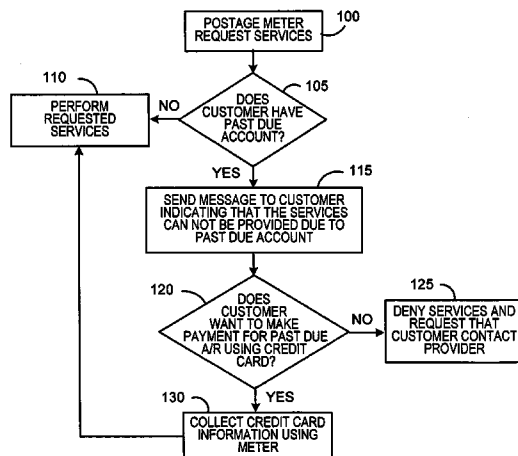 100
POSTAGE METER
REQUEST SERVICES
110
105
PERFORM
REQUESTED
SERVICES
NO
DOES
CUSTOMER HAVE
PAST DUE
ACCOUNT?
YES
115
SEND MESSAGE TO CUSTOMER
INDICATING THAT THE SERVICES
CAN NOT BE PROVIDED DUE TO
PAST DUE ACCOUNT
120
DOES
CUSTOMER
WANT TO MAKE
PAYMENT FOR PAST DUE
A/R USING CREDIT
CARD?
NO
125
DENY SERVICES AND
REQUEST THAT
CUSTOMER CONTACT
PROVIDER
YES
130
COLLECT CREDIT CARD
INFORMATION USING
METER